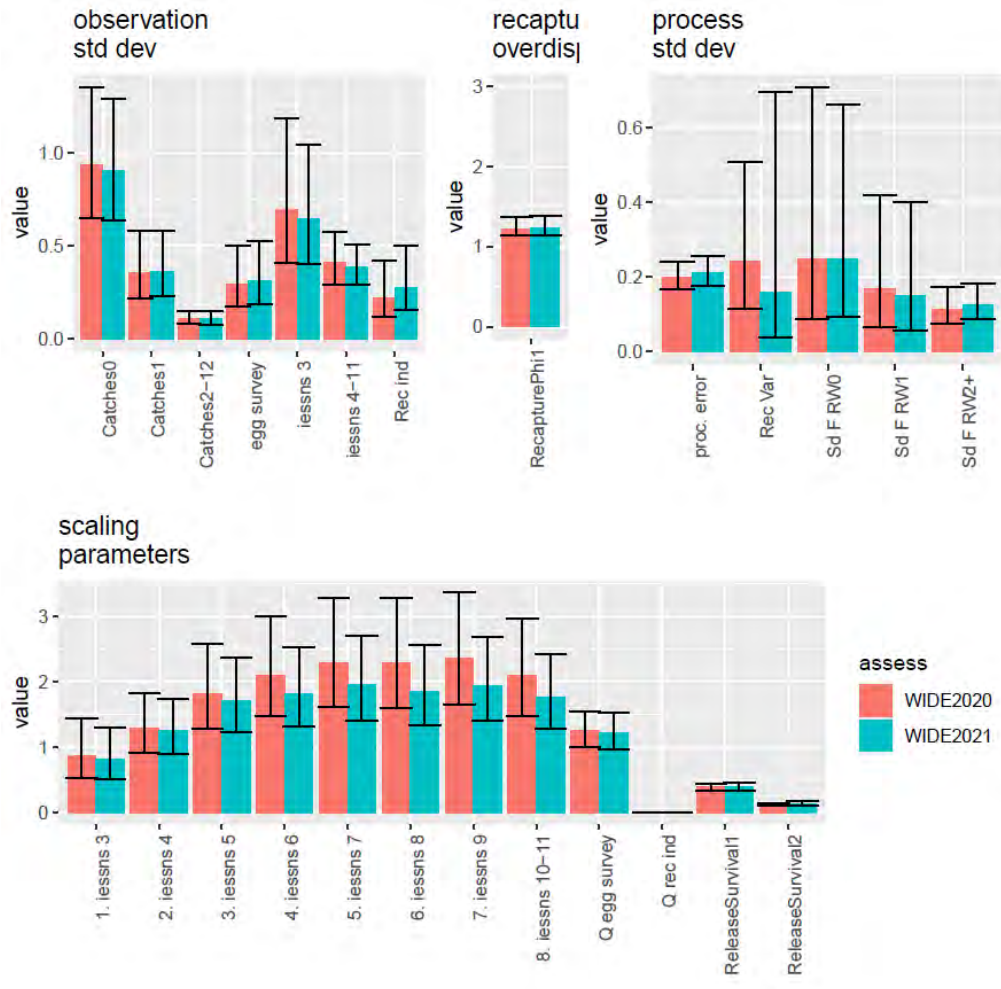 observation
std dev
recaptu
overdis
process
std dev
value
1.0
0.5
0.0
Catches0
Catches1
Catches2−12
egg survey
iessns 3
iessns 4−11
Rec ind
value
3
2
1
0
RecapturePhi1
value
0.6
0.4
0.2
0.0
proc. error
Rec Var
Sd F RW0
Sd F RW1
Sd F RW2+
scaling
parameters
value
3
2
1
0
1. iessns 3
2. iessns 4
3. iessns 5
4. iessns 6
5. iessns 7
6. iessns 8
7. iessns 9
8. iessns 10−11
Q egg survey
Q rec ind
ReleaseSurvival1
ReleaseSurvival2
assess
WIDE2020
WIDE2021